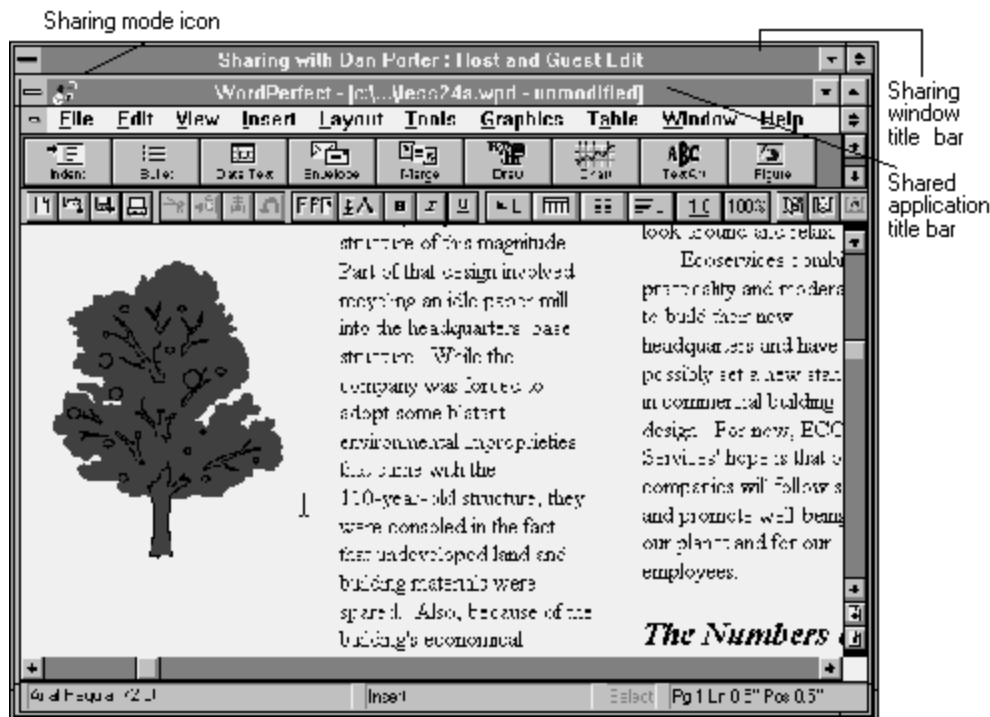 Sharing mode icon
Sharing with Dan Porter : Host and Guest Edit
WordPerfect - [c:\...\less24a.wpd - unmodified]
File Edit View Insert Layout Tools Graphics Table Window Help
Indent Bullet Data Text Envelope Merge Draw Chart TextArt Figure
B I U L 1.0 100%
Sharing
window
title bar
Shared
application
title bar
structure of this magnitude
Part of that design involved
recycling an idle paper mill
into the headquarters' base
structure. While the
company was forced to
adopt some blatant
environmental improprieties
that came with the
110-year-old structure, they
were consoled in the fact
that undeveloped land and
building materials were
spared. Also, because of the
building's economical
look around and relax
Ecoservices combi
practicality and modera
to build their new
headquarters and have
possibly set a new stan
in commercial building
design. For now, ECO
Services' hope is that o
companies will follow s
and promote well being
our planet and for our
employees.
The Numbers
Arial Regular Insert Select Pg 1 Ln 0.5" Pos 0.5"